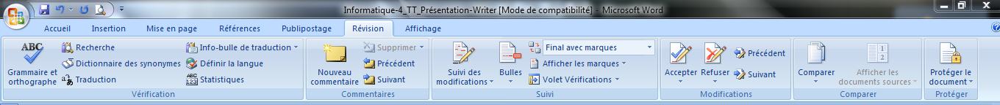 Informatique-4_TT_Présentation-Writer [Mode de compatibilité] - Microsoft Word
Accueil Insertion Mise en page Références Publipostage Révision Affichage
ABC
Grammaire et
orthographe
Recherche
Dictionnaire des synonymes
Traduction
Info-bulle de traduction
Définir la langue
ABC
123
Statistiques
Vérification
Nouveau
commentaire
Supprimer
Précédent
Suivant
Commentaires
Suivi des
modifications
Bulles
Final avec marques
Afficher les marques
Volet Vérifications
Suivi
Accepter
Refuser
Précédent
Suivant
Modifications
Comparer
1
2
Afficher les
documents sources
Comparer
Protéger le
document
Protéger